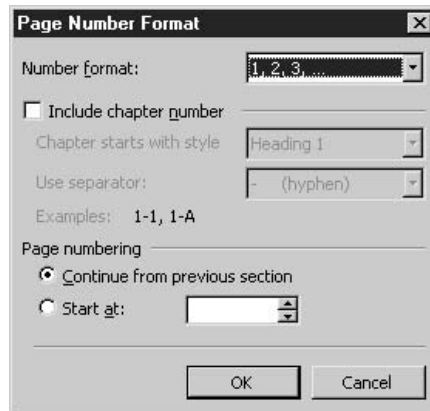 Page Number Format
Number format: 1, 2, 3, ...
Include chapter number
Chapter starts with style Heading 1
Use separator: - (hyphen)
Examples: 1-1, 1-A
Page numbering
Continue from previous section
Start at:
OK Cancel